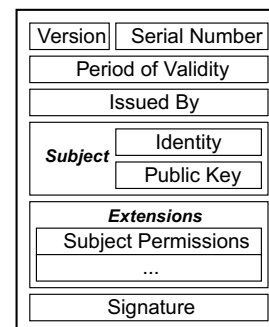 Version Serial Number
Period of Validity
Issued By
Subject
Identity
Public Key
Extensions
Subject Permissions
...
Signature